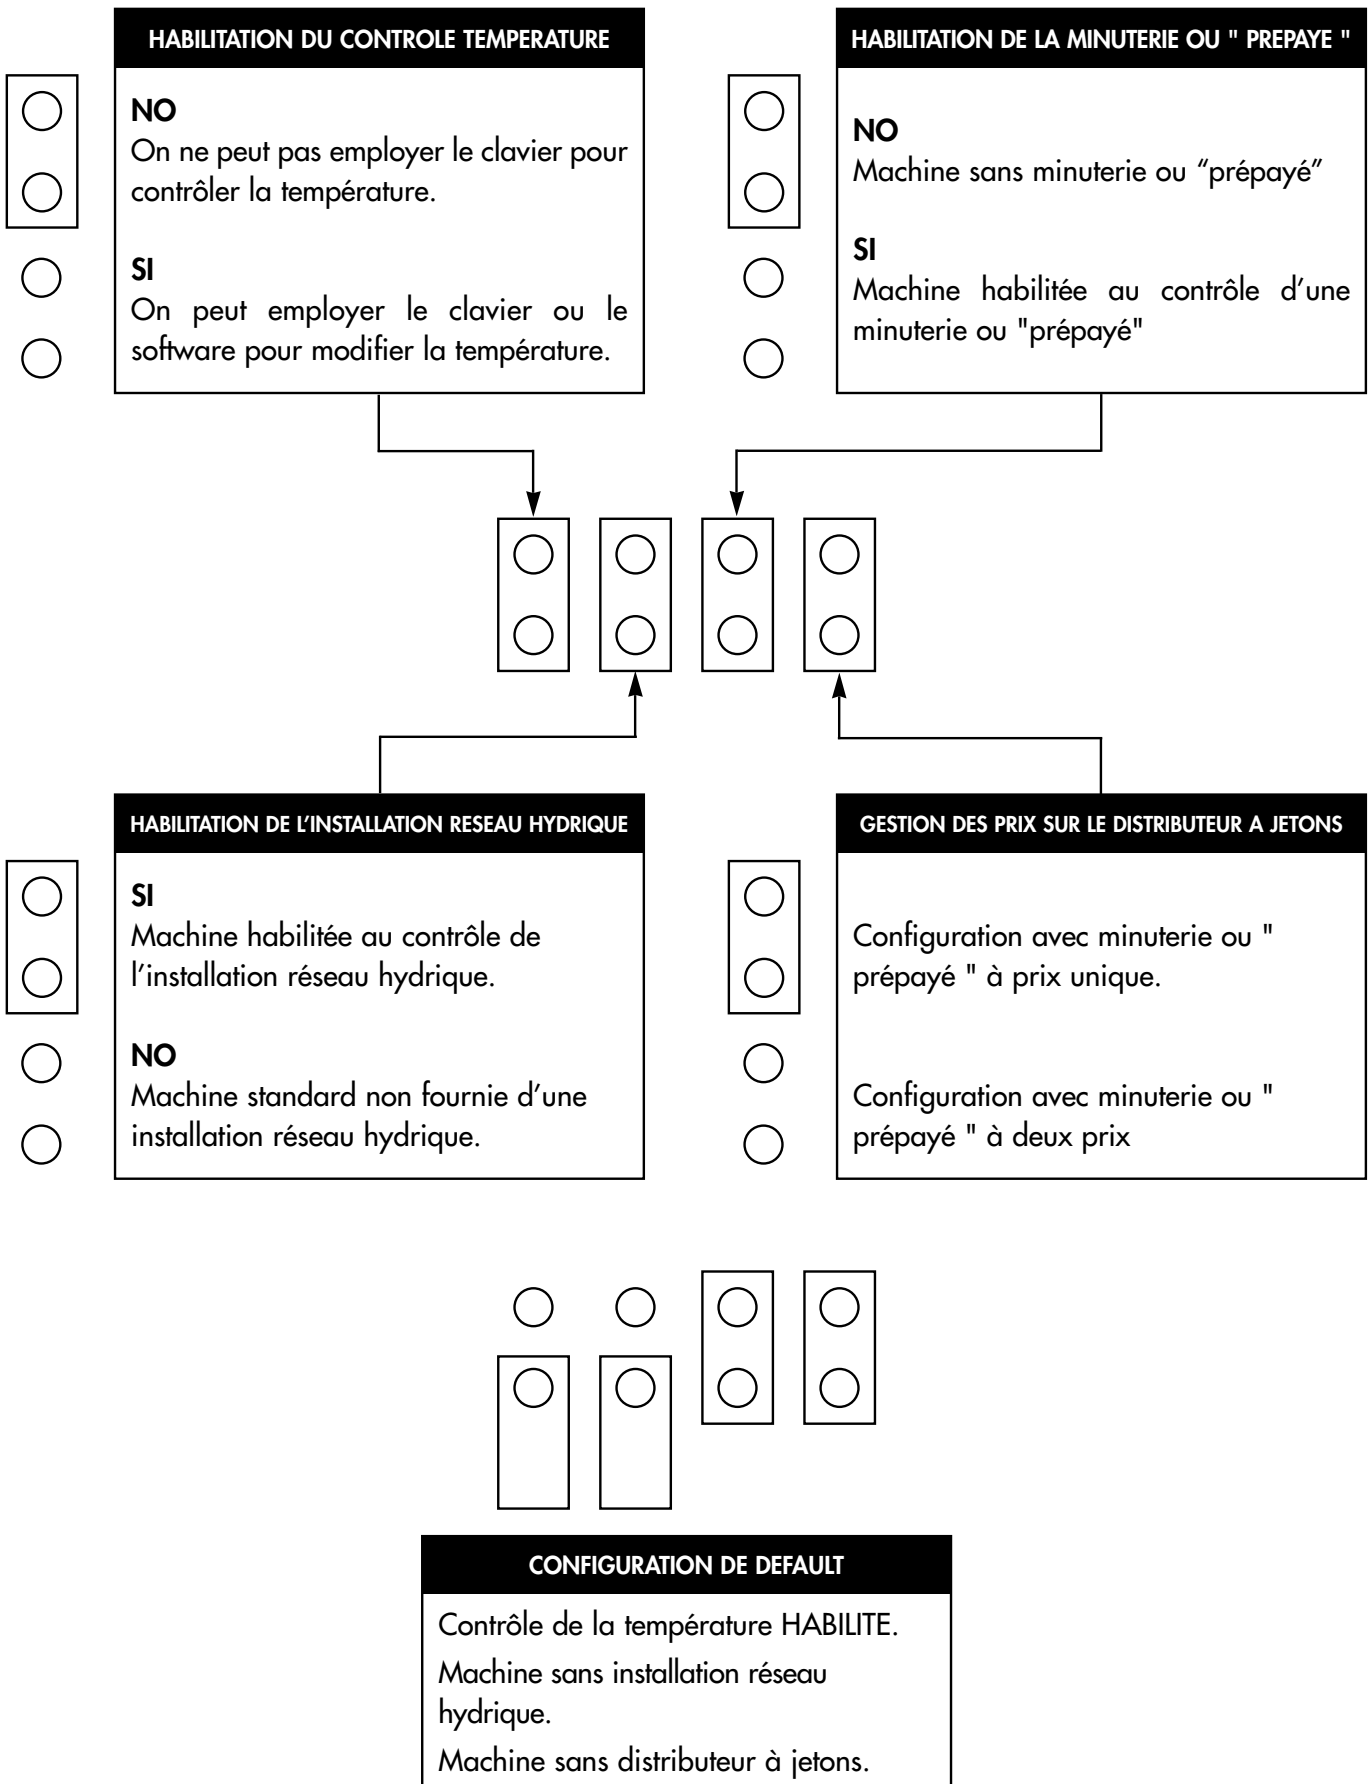 HABILITATION DU CONTROLE TEMPERATURE
NO
On ne peut pas employer le clavier pour
contrôler la température.
SI
On peut employer le clavier ou le
software pour modifier la température.
HABILITATION DE LA MINUTERIE OU " PREPAYE "
NO
Machine sans minuterie ou “prépayé”
SI
Machine habilitée au contrôle d’une
minuterie ou "prépayé"
HABILITATION DE L’INSTALLATION RESEAU HYDRIQUE
SI
Machine habilitée au contrôle de
l’installation réseau hydrique.
NO
Machine standard non fournie d’une
installation réseau hydrique.
GESTION DES PRIX SUR LE DISTRIBUTEUR A JETONS
Configuration avec minuterie ou "
prépayé " à prix unique.
Configuration avec minuterie ou "
prépayé " à deux prix
CONFIGURATION DE DEFAULT
Contrôle de la température HABILITE.
Machine sans installation réseau
hydrique.
Machine sans distributeur à jetons.